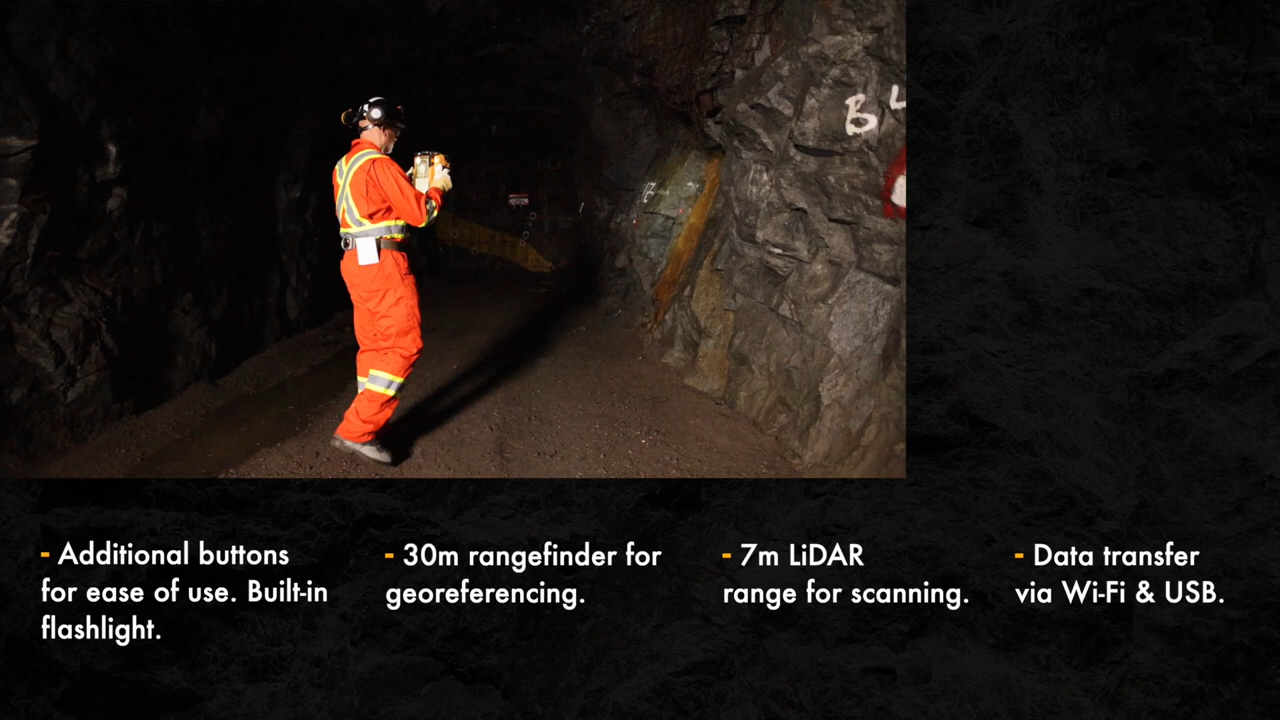 B L
- Additional buttons
for ease of use. Built-in
flashlight.
- 30m rangefinder for
georeferencing.
- 7m LiDAR
range for scanning.
- Data transfer
via Wi-Fi & USB.